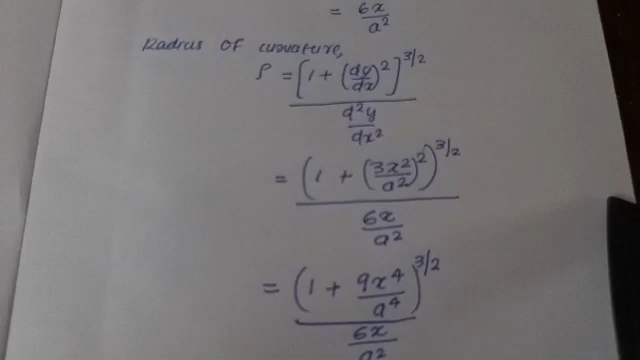 = 6x/a²
Radius of curvature,
ρ = [1 + (dy/dx)²]^3/2 / d²y/dx²
= (1 + (3x²/a²)²)^3/2 / 6x/a²
= (1 + 9x⁴/a⁴)^3/2 / 6x/a²